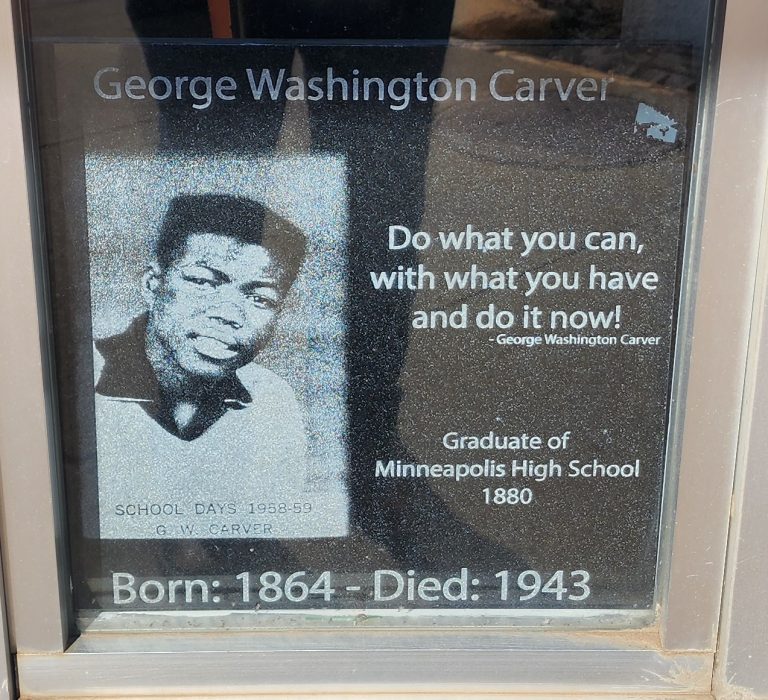 George Washington Carver
Do what you can,
with what you have
and do it now!
- George Washington Carver
Graduate of
Minneapolis High School
1880
SCHOOL DAYS 1958-59
G. W. CARVER
Born: 1864 - Died: 1943